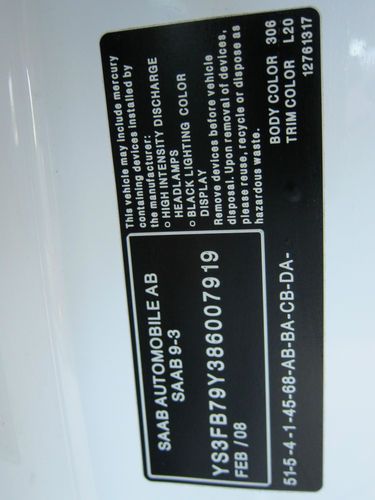 SAAB AUTOMOBILE AB
SAAB 9-3
YS3FB79Y386007919
FEB /08
51-5-4-1-45-68-AB-BA-CB-DA-
This vehicle may include mercury
containing devices installed by
the manufacturer:
○ HIGH INTENSITY DISCHARGE
HEADLAMPS
○ BLACK LIGHTING COLOR
DISPLAY
Remove devices before vehicle
disposal. Upon removal of devices,
please reuse, recycle or dispose as
hazardous waste.
BODY COLOR 306
TRIM COLOR L20
12761317